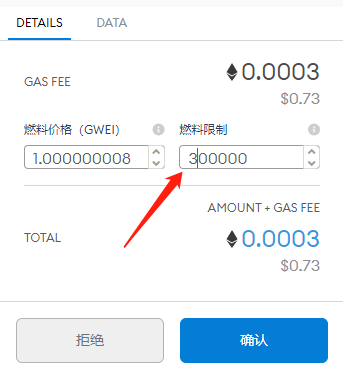 DETAILS DATA
GAS FEE 0.0003
$0.73
燃料价格（GWEI） 燃料限制
1.000000008 300000
AMOUNT + GAS FEE
TOTAL 0.0003
$0.73
拒绝 确认